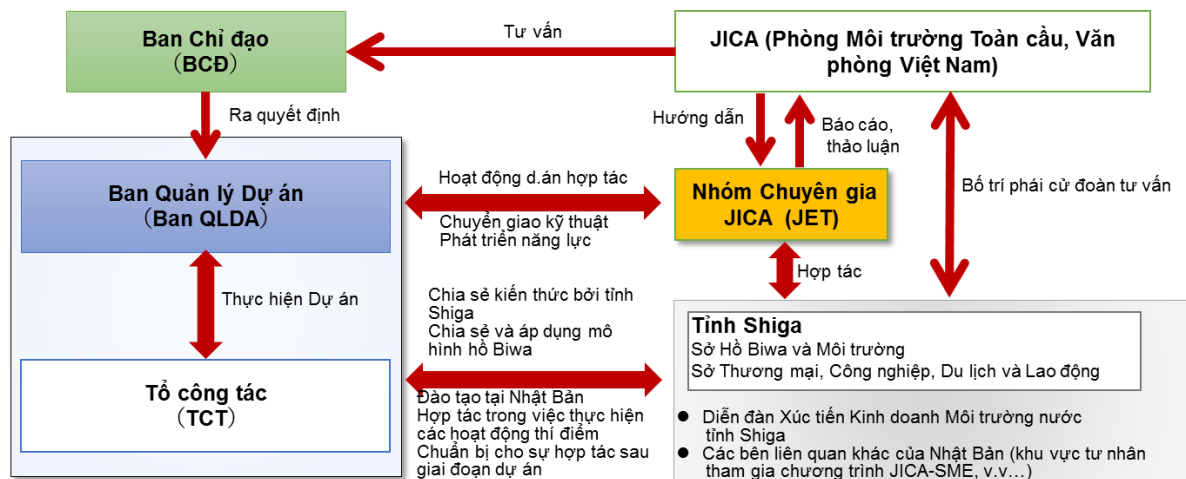 Ban Chỉ đạo
（BCĐ）
Tư vấn
JICA (Phòng Môi trường Toàn cầu, Văn
phòng Việt Nam)
Ra quyết định
Hướng dẫn
Báo cáo,
thảo luận
Bố trí phái cử đoàn tư vấn
Ban Quản lý Dự án
（Ban QLDA）
Hoạt động d.án hợp tác
Chuyển giao kỹ thuật
Phát triển năng lực
Nhóm Chuyên gia
JICA（JET）
Hợp tác
Thực hiện Dự án
Chia sẻ kiến thức bởi tỉnh
Shiga
Chia sẻ và áp dụng mô
hình hồ Biwa
Tỉnh Shiga
Sở Hồ Biwa và Môi trường
Sở Thương mại, Công nghiệp, Du lịch và Lao động
Tổ công tác
（TCT）
Đào tạo tại Nhật Bản
Hợp tác trong việc thực hiện
các hoạt động thí điểm
Chuẩn bị cho sự hợp tác sau
giai đoạn dự án
● Diễn đàn Xúc tiến Kinh doanh Môi trường nước
tỉnh Shiga
● Các bên liên quan khác của Nhật Bản (khu vực tư nhân
tham gia chương trình JICA-SME, v.v…)